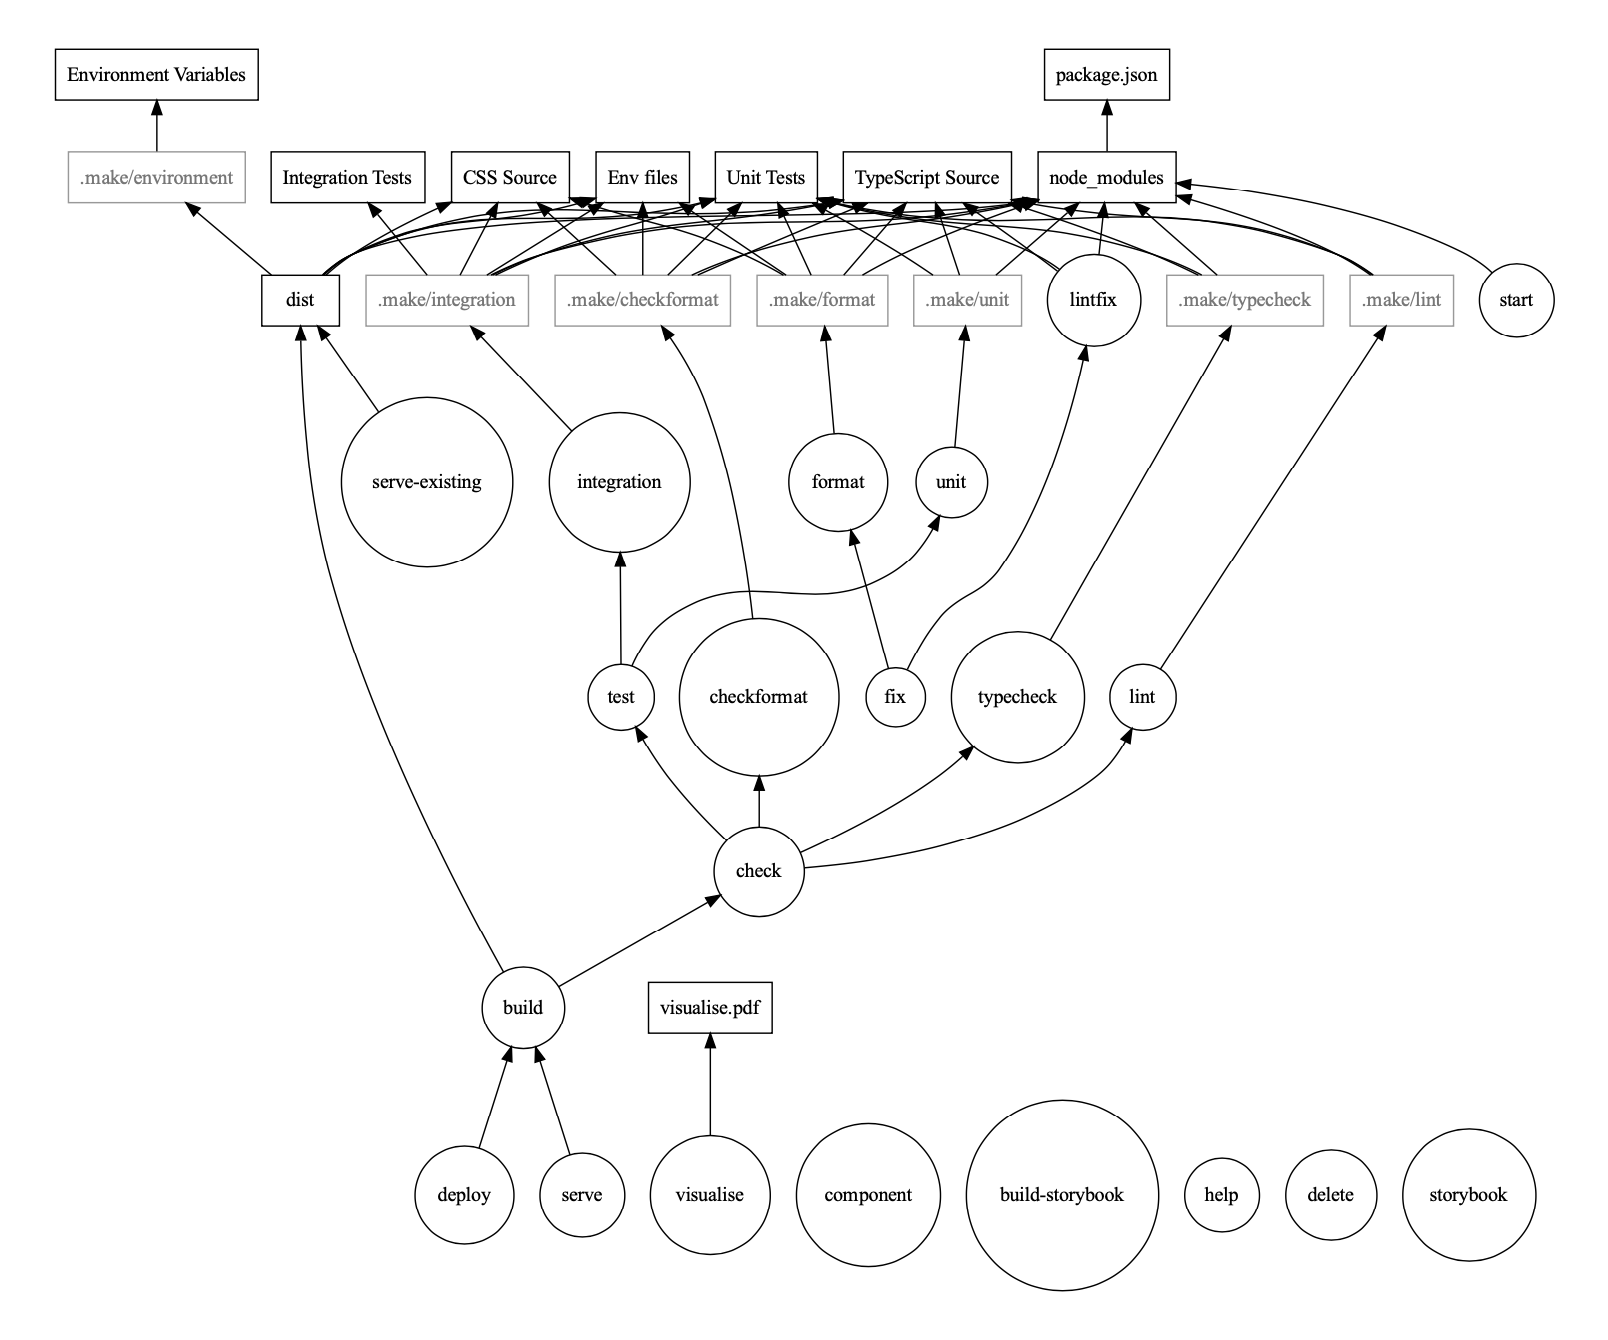 Environment Variables
package.json
.make/environment
Integration Tests
CSS Source
Env files
Unit Tests
TypeScript Source
node_modules
dist
.make/integration
.make/checkformat
.make/format
.make/unit
lintfix
.make/typecheck
.make/lint
start
serve-existing
integration
format
unit
test
checkformat
fix
typecheck
lint
check
build
visualise.pdf
deploy
serve
visualise
component
build-storybook
help
delete
storybook